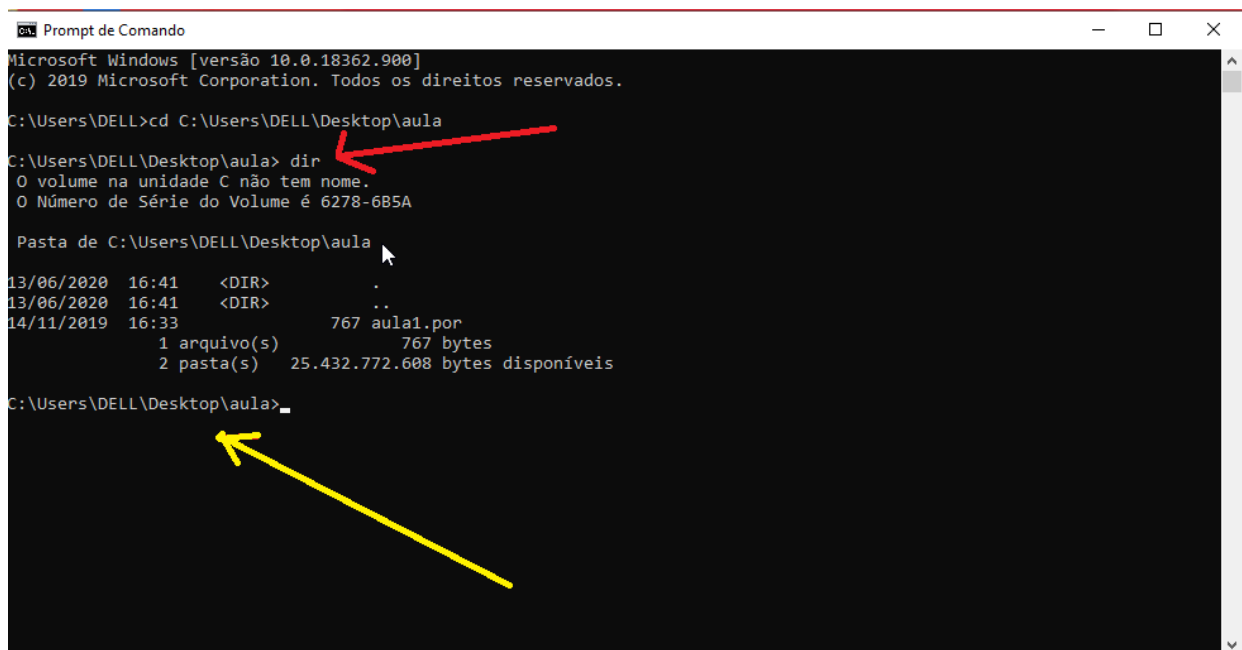 Prompt de Comando
Microsoft Windows [versão 10.0.18362.900]
(c) 2019 Microsoft Corporation. Todos os direitos reservados.
C:\Users\DELL>cd C:\Users\DELL\Desktop\aula
C:\Users\DELL\Desktop\aula> dir
O volume na unidade C não tem nome.
O Número de Série do Volume é 6278-6B5A
Pasta de C:\Users\DELL\Desktop\aula
13/06/2020  16:41    <DIR>          .
13/06/2020  16:41    <DIR>          ..
14/11/2019  16:33               767 aula1.por
1 arquivo(s)            767 bytes
2 pasta(s)   25.432.772.608 bytes disponíveis
C:\Users\DELL\Desktop\aula>